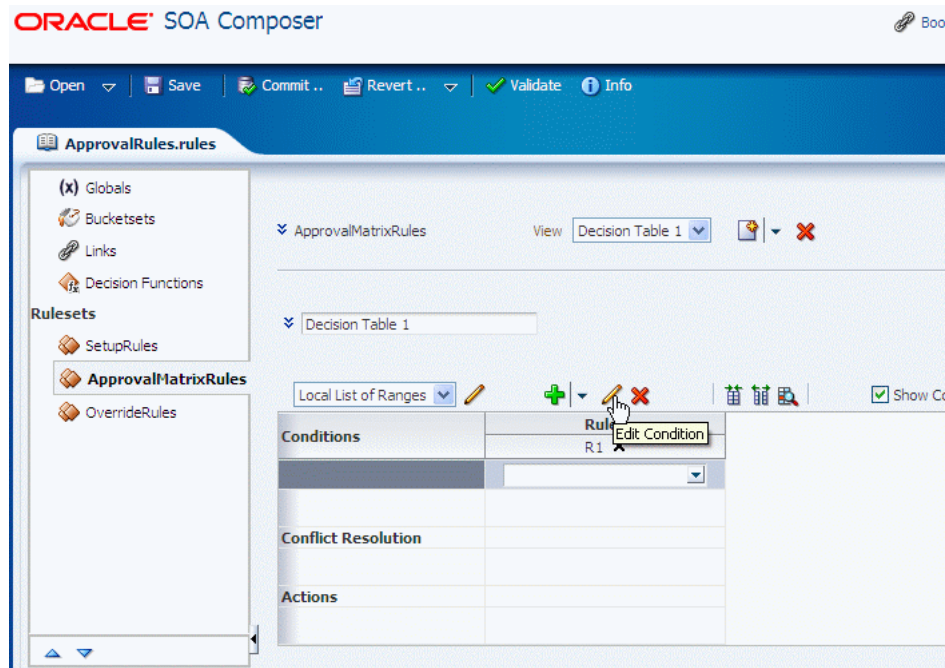 ORACLE SOA Composer
Boo
Open Save Commit .. Revert .. Validate Info
ApprovalRules.rules
(x) Globals
Bucketsets
Links
Decision Functions
Rulesets
SetupRules
ApprovalMatrixRules
OverrideRules
ApprovalMatrixRules View Decision Table 1
Decision Table 1
Local List of Ranges Show Co
Conditions Rule
Edit Condition
R1
Conflict Resolution
Actions